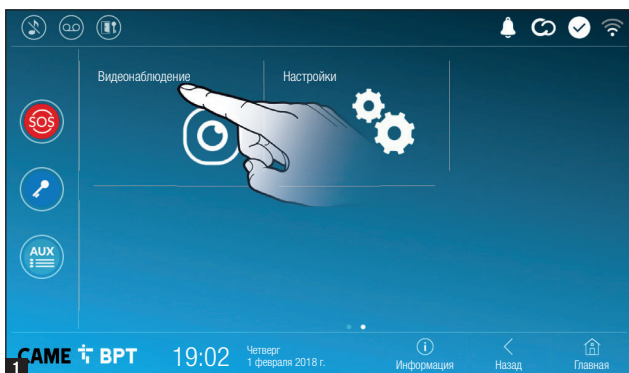 Видеонаблюдение
Настройки
SOS
AUX
1
CAME BPT
19:02
Четверг
1 февраля 2018 г.
Информация
Назад
Главная